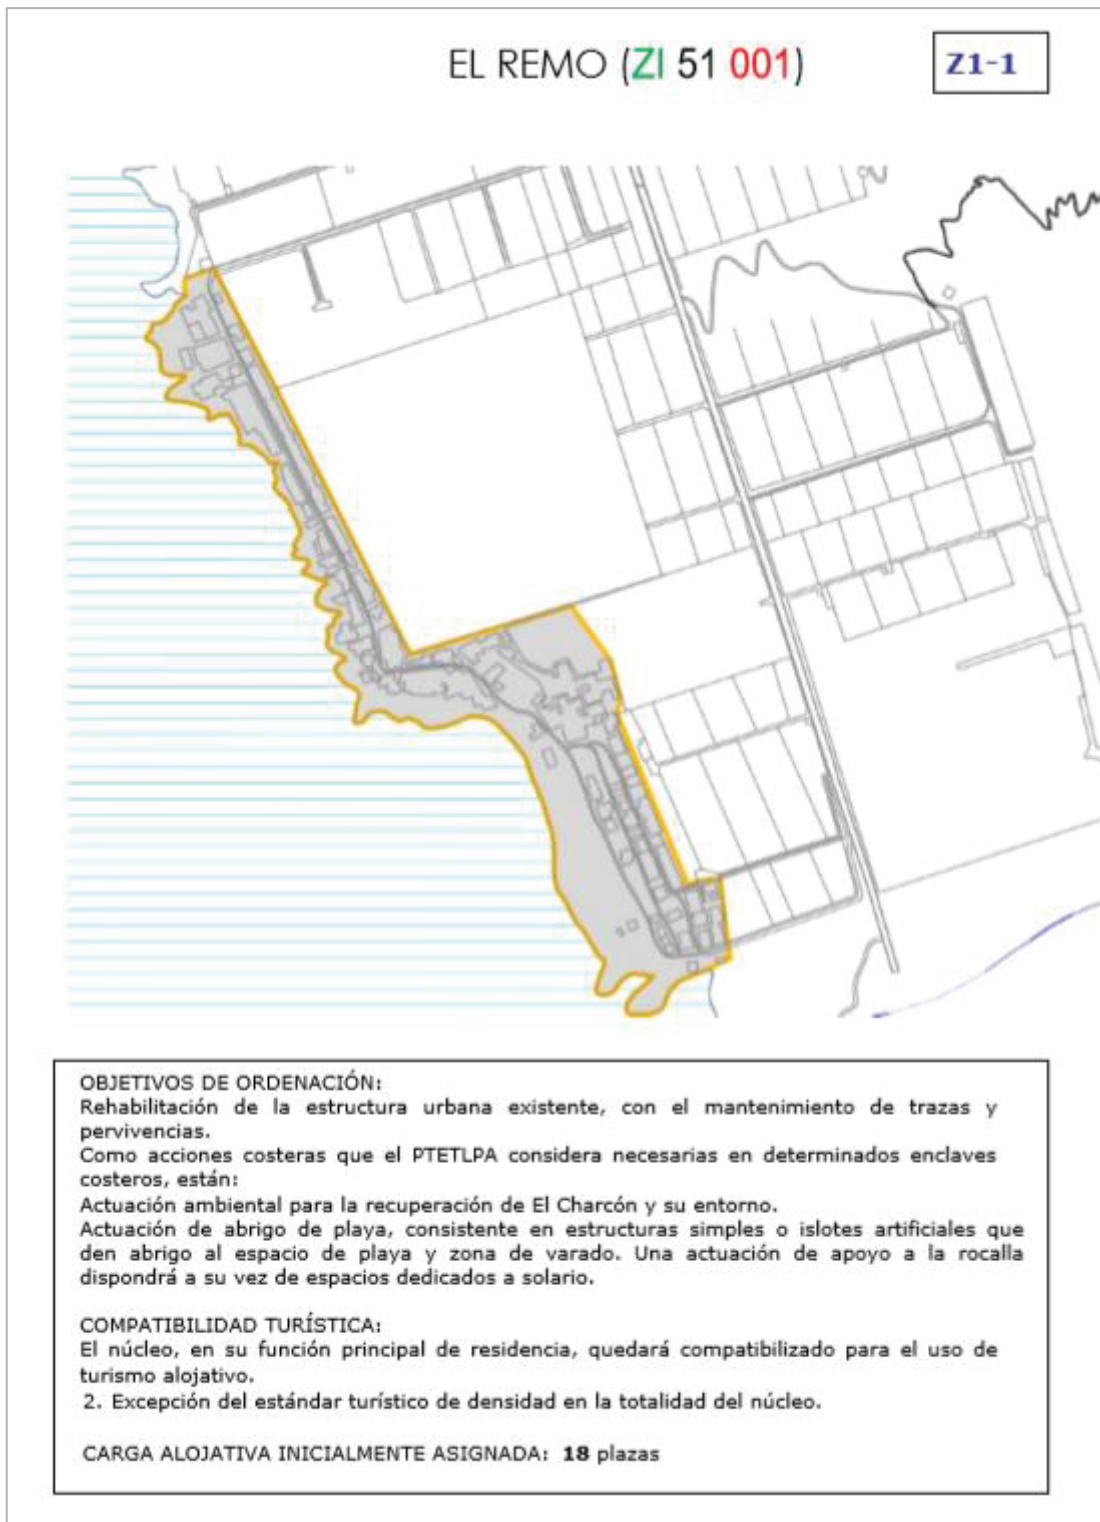 EL REMO (ZI 51 001)
Z1-1
OBJETIVOS DE ORDENACIÓN:
Rehabilitación de la estructura urbana existente, con el mantenimiento de trazas y
pervivencias.
Como acciones costeras que el PTETLPA considera necesarias en determinados enclaves
costeros, están:
Actuación ambiental para la recuperación de El Charcón y su entorno.
Actuación de abrigo de playa, consistente en estructuras simples o islotes artificiales que
den abrigo al espacio de playa y zona de varado. Una actuación de apoyo a la rocalla
dispondrá a su vez de espacios dedicados a solario.
COMPATIBILIDAD TURÍSTICA:
El núcleo, en su función principal de residencia, quedará compatibilizado para el uso de
turismo alojativo.
2. Excepción del estándar turístico de densidad en la totalidad del núcleo.
CARGA ALOJATIVA INICIALMENTE ASIGNADA: 18 plazas